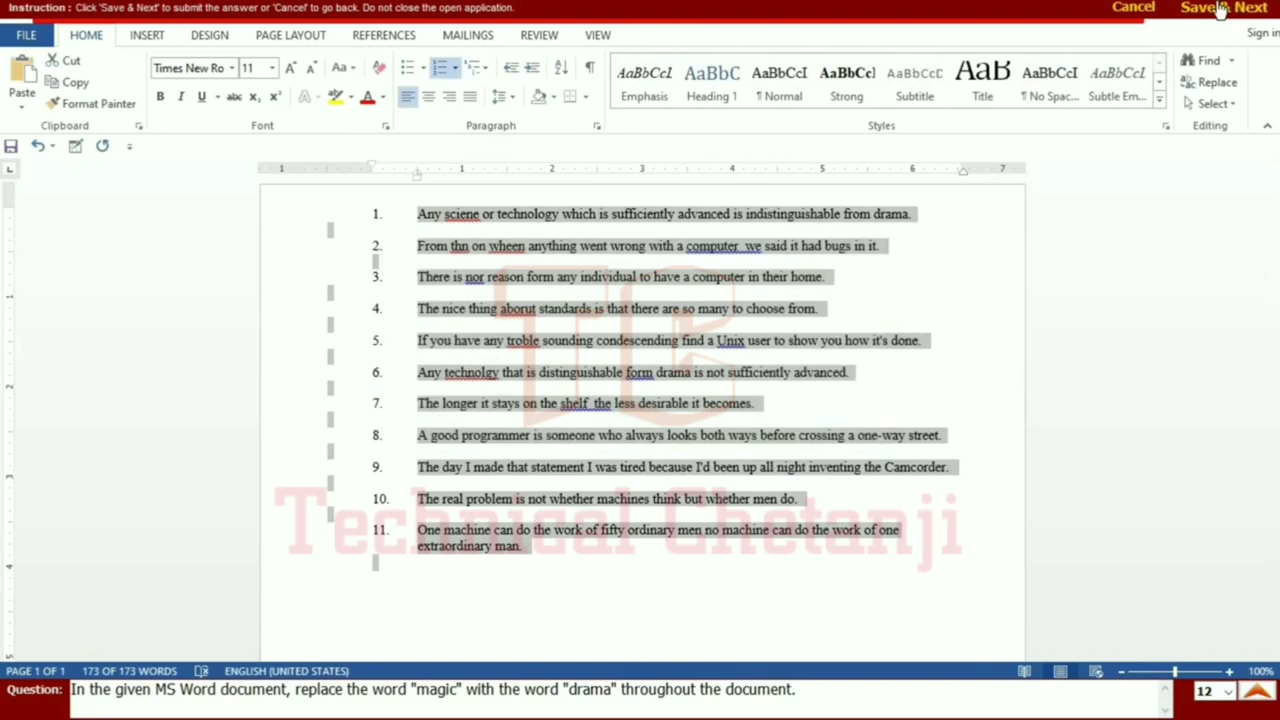 Instruction : Click 'Save & Next' to submit the answer or 'Cancel' to go back. Do not close the open application.
Cancel
Save & Next
FILE
HOME
INSERT
DESIGN
PAGE LAYOUT
REFERENCES
MAILINGS
REVIEW
VIEW
Sign in
Paste
Cut
Copy
Format Painter
Clipboard
Times New Ro
11
Font
Paragraph
AaBbCcI
Emphasis
AaBbC
Heading 1
AaBbCcI
¶ Normal
AaBbCc
Strong
AaBbCcD
Subtitle
AaB
Title
AaBbCcI
¶ No Spac...
AaBbCcI
Subtle Em...
Styles
Find
Replace
Select
Editing
1 1 2 3 4 5 6 7
1. Any sciene or technology which is sufficiently advanced is indistinguishable from drama.
2. From thn on wheen anything went wrong with a computer we said it had bugs in it.
3. There is nor reason form any individual to have a computer in their home.
4. The nice thing aborut standards is that there are so many to choose from.
5. If you have any troble sounding condescending find a Unix user to show you how it's done.
6. Any technolgy that is distinguishable form drama is not sufficiently advanced.
7. The longer it stays on the shelf the less desirable it becomes.
8. A good programmer is someone who always looks both ways before crossing a one-way street.
9. The day I made that statement I was tired because I'd been up all night inventing the Camcorder.
10. The real problem is not whether machines think but whether men do.
11. One machine can do the work of fifty ordinary men no machine can do the work of one
extraordinary man.
TC
Technical Chetanji
PAGE 1 OF 1
173 OF 173 WORDS
ENGLISH (UNITED STATES)
100%
Question: In the given MS Word document, replace the word "magic" with the word "drama" throughout the document.
12